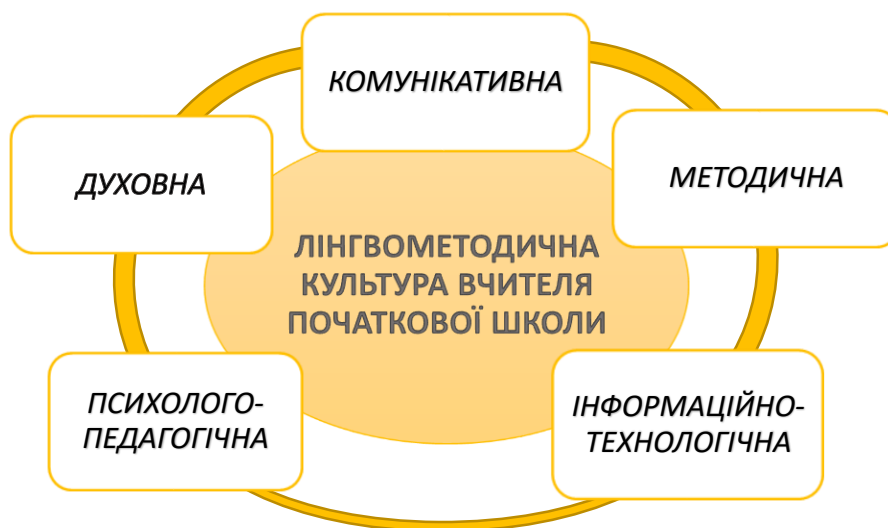 КОМУНІКАТИВНА
ДУХОВНА
МЕТОДИЧНА
ЛІНГВОМЕТОДИЧНА
КУЛЬТУРА ВЧИТЕЛЯ
ПОЧАТКОВОЇ ШКОЛИ
ПСИХОЛОГО-
ПЕДАГОГІЧНА
ІНФОРМАЦІЙНО-
ТЕХНОЛОГІЧНА